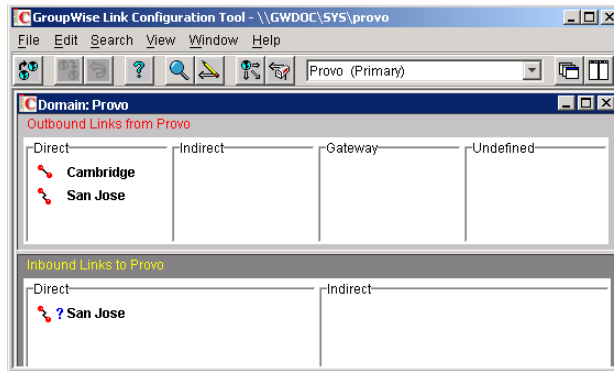 GroupWise Link Configuration Tool - \\GWDOC\SYS\provo
File Edit Search View Window Help
? Provo (Primary)
Domain: Provo
Outbound Links from Provo
Direct Indirect Gateway Undefined
Cambridge
San Jose
Inbound Links to Provo
Direct Indirect
? San Jose